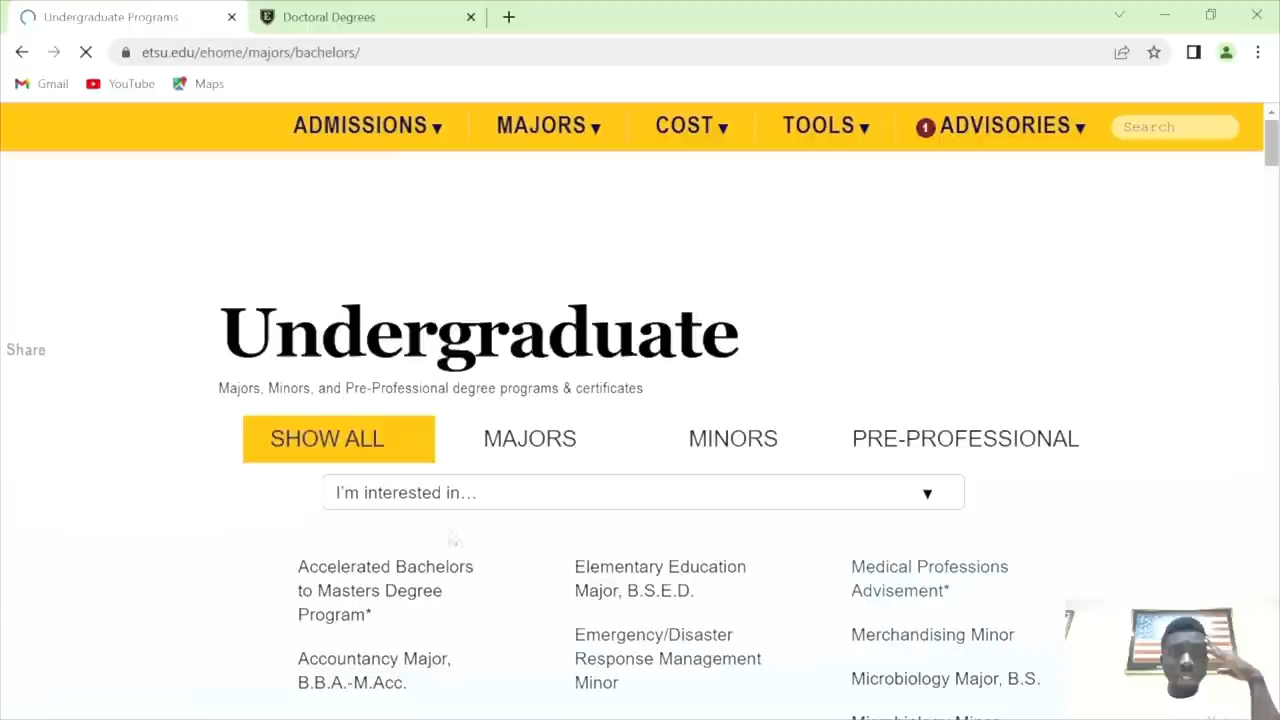 Undergraduate Programs
Doctoral Degrees
etsu.edu/ehome/majors/bachelors/
Gmail
YouTube
Maps
ADMISSIONS
MAJORS
COST
TOOLS
1 ADVISORIES
Search
Undergraduate
Share
Majors, Minors, and Pre-Professional degree programs & certificates
SHOW ALL
MAJORS
MINORS
PRE-PROFESSIONAL
I'm interested in...
Accelerated Bachelors
to Masters Degree
Program*
Accountancy Major,
B.B.A.-M.Acc.
Elementary Education
Major, B.S.E.D.
Emergency/Disaster
Response Management
Minor
Medical Professions
Advisement*
Merchandising Minor
Microbiology Major, B.S.